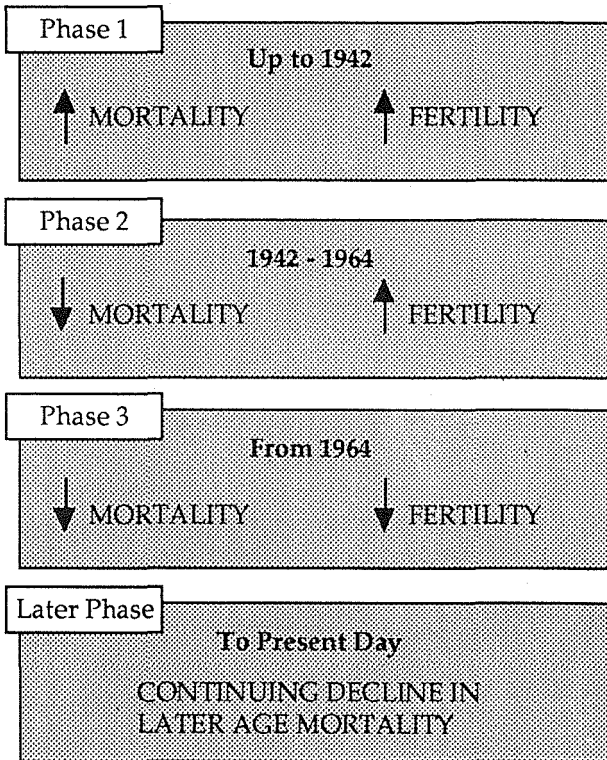 Phase 1
Up to 1942
MORTALITY FERTILITY
Phase 2
1942 - 1964
MORTALITY FERTILITY
Phase 3
From 1964
MORTALITY FERTILITY
Later Phase
To Present Day
CONTINUING DECLINE IN
LATER AGE MORTALITY